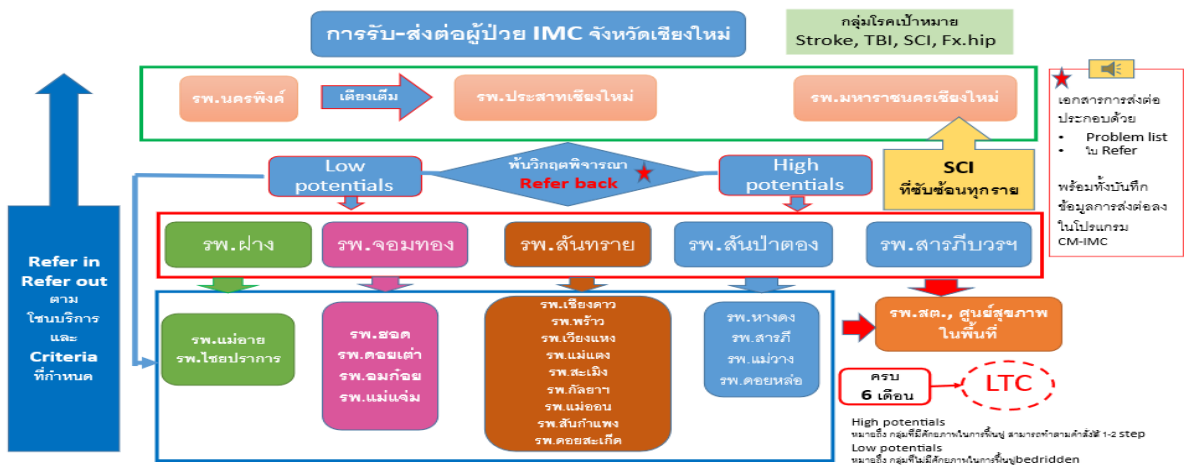 การรับ-ส่งต่อผู้ป่วย IMC จังหวัดเชียงใหม่
กลุ่มโรคเป้าหมาย
Stroke, TBI, SCI, Fx.hip
รพ.นครพิงค์
เตียงเต็ม
รพ.ประสาทเชียงใหม่
รพ.มหาราชนครเชียงใหม่
เอกสารการส่งต่อ
ประกอบด้วย
• Problem list
• ใบ Refer
พร้อมทั้งบันทึก
ข้อมูลการส่งต่อลง
ในโปรแกรม
CM-IMC
Low
potentials
พ้นวิกฤตพิจารณา
Refer back
High
potentials
SCI
ที่ซับซ้อนทุกราย
Refer in
Refer out
ตาม
โซนบริการ
และ
Criteria
ที่กำหนด
รพ.ฝาง
รพ.จอมทอง
รพ.สันทราย
รพ.สันป่าตอง
รพ.สารภีบวรฯ
รพ.แม่อาย
รพ.ไชยปราการ
รพ.ฮอด
รพ.ดอยเต่า
รพ.อมก๋อย
รพ.แม่แจ่ม
รพ.เชียงดาว
รพ.พร้าว
รพ.เวียงแหง
รพ.แม่แตง
รพ.สะเมิง
รพ.กัลยาฯ
รพ.แม่ออน
รพ.สันกำแพง
รพ.ดอยสะเก็ด
รพ.หางดง
รพ.สารภี
รพ.แม่วาง
รพ.ดอยหล่อ
รพ.สต., ศูนย์สุขภาพ
ในพื้นที่
ครบ
6 เดือน
LTC
High potentials
หมายถึง กลุ่มที่มีศักยภาพในการฟื้นฟู สามารถทำตามคำสั่งได้ 1-2 step
Low potentials
หมายถึง กลุ่มที่ไม่มีศักยภาพในการฟื้นฟูbedridden